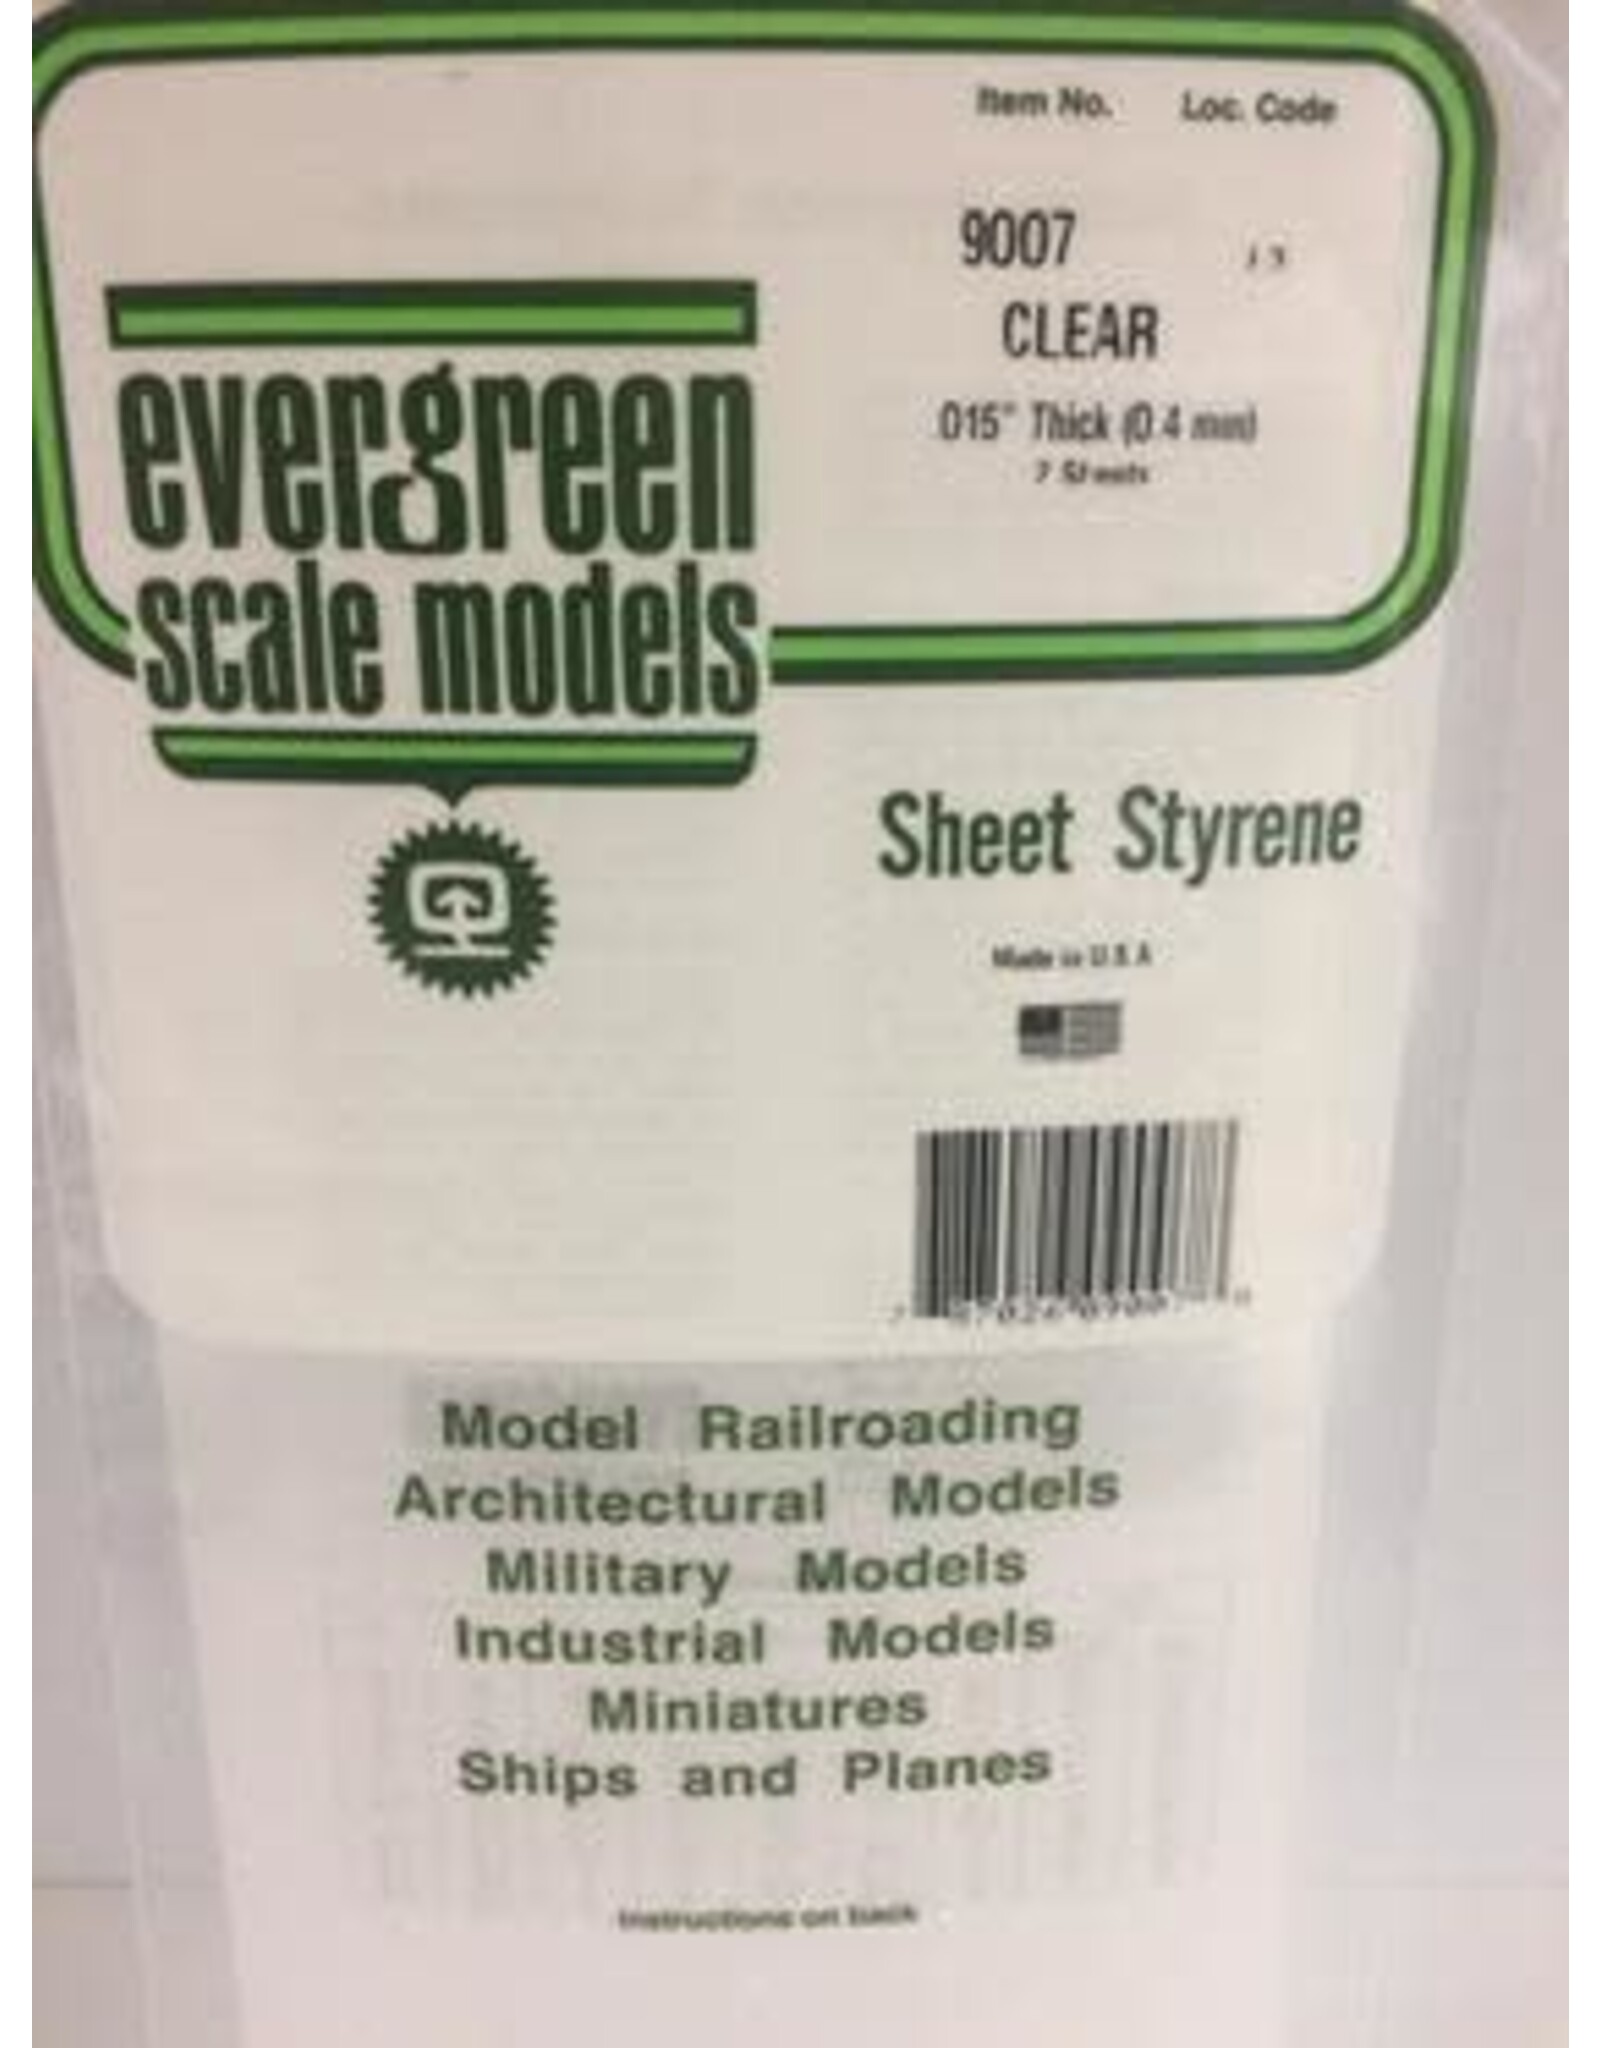 Item No. Loc. Code
9007
CLEAR
.015" Thick (0.4 mm)
Sheets
evergreen
scale models
Sheet Styrene
Made in U.S.A
Model Railroading
Architectural Models
Military Models
Industrial Models
Miniatures
Ships and Planes
Instructions on back